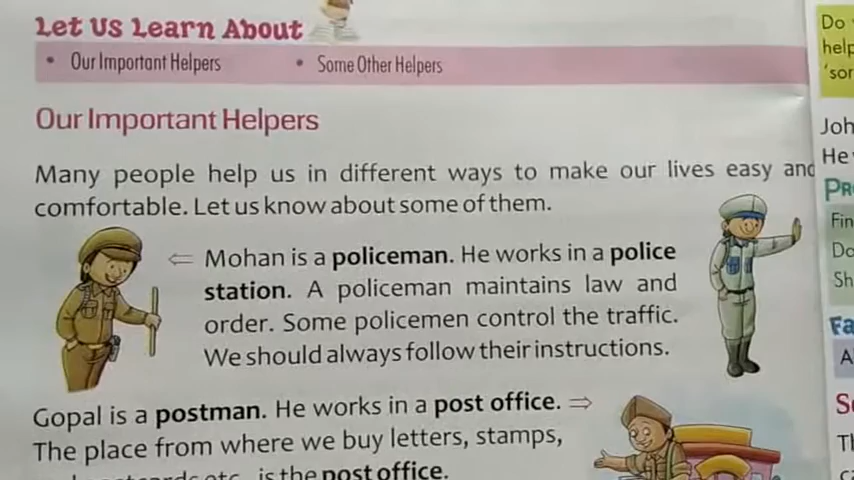 Let Us Learn About
• Our Important Helpers • Some Other Helpers
Our Important Helpers
Many people help us in different ways to make our lives easy and
comfortable. Let us know about some of them.
⇐ Mohan is a policeman. He works in a police
station. A policeman maintains law and
order. Some policemen control the traffic.
We should always follow their instructions.
Gopal is a postman. He works in a post office. ⇒
The place from where we buy letters, stamps,
etc., is the post office.
Do
help
Joh
He
Fin
Do
Sh